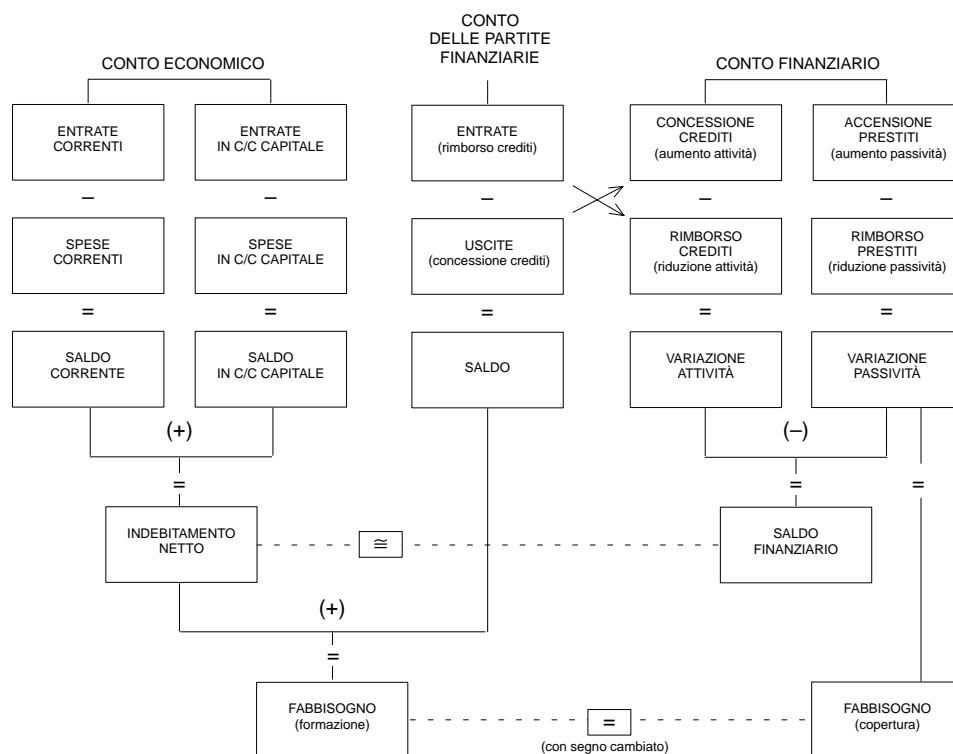 CONTO
DELLE PARTITE
FINANZIARIE
CONTO ECONOMICO
CONTO FINANZIARIO
ENTRATE
CORRENTI
ENTRATE
IN C/C CAPITALE
ENTRATE
(rimborso crediti)
CONCESSIONE
CREDITI
(aumento attività)
ACCENSIONE
PRESTITI
(aumento passività)
– – – – –
SPESE
CORRENTI
SPESE
IN C/C CAPITALE
USCITE
(concessione crediti)
RIMBORSO
CREDITI
(riduzione attività)
RIMBORSO
PRESTITI
(riduzione passività)
= = = = =
SALDO
CORRENTE
SALDO
IN C/C CAPITALE
SALDO
VARIAZIONE
ATTIVITÀ
VARIAZIONE
PASSIVITÀ
(+)
(–)
= = =
INDEBITAMENTO
NETTO
≅
SALDO
FINANZIARIO
(+)
=
FABBISOGNO
(formazione)
=
(con segno cambiato)
FABBISOGNO
(copertura)